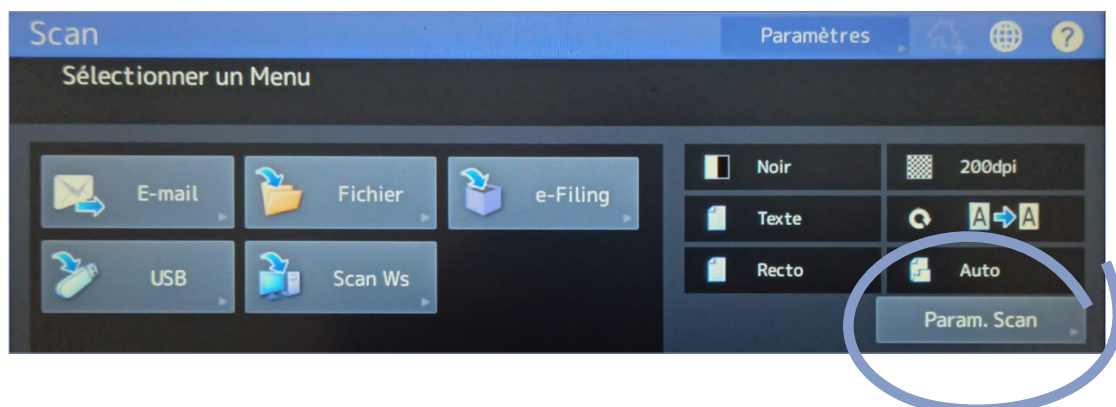 Scan
Paramètres
?
Sélectionner un Menu
E-mail
Fichier
e-Filing
USB
Scan Ws
Noir
200dpi
Texte
A A
Recto
Auto
Param. Scan